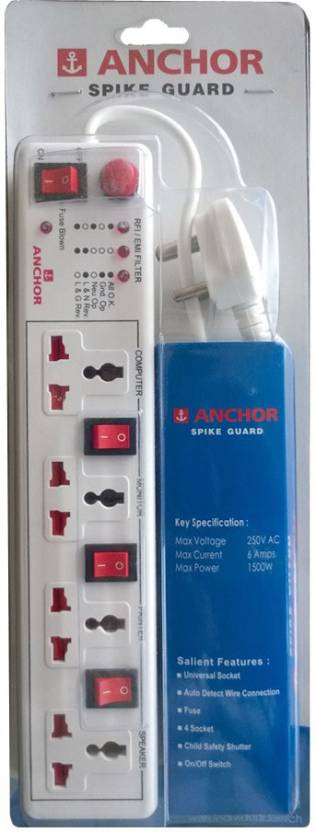 ANCHOR
SPIKE GUARD
OFF
ON
Fuse Blown
RFI / EMI FILTER
All O.K.
Gnd. Op
Neu. Op
L & N Rev.
L & G Rev.
ANCHOR
COMPUTER
MONITOR
PRINTER
SPEAKER
ANCHOR
SPIKE GUARD
Key Specification :
Max Voltage 250V AC
Max Current 6 Amps
Max Power 1500W
Salient Features :
Universal Socket
Auto Detect Wire Connection
Fuse
4 Socket
Child Safety Shutter
On/Off Switch